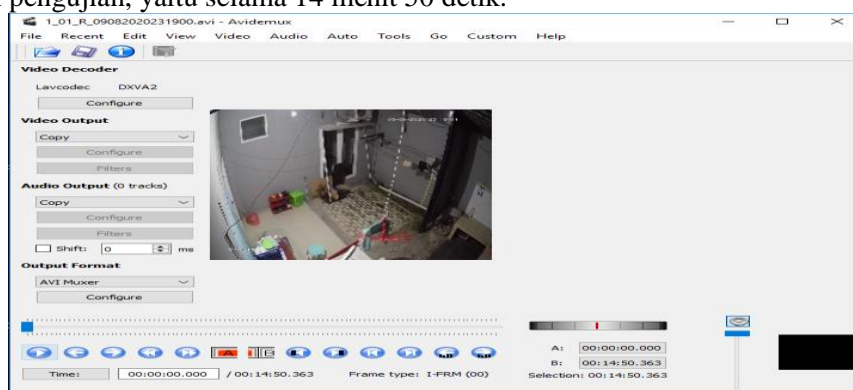 pengujian, yaitu selama 14 menit 50 detik.
1_01_R_09082020231900.avi - Avidemux
File Recent Edit View Video Audio Auto Tools Go Custom Help
Video Decoder
Lavcodec DXVA2
Configure
Video Output
Copy
Configure
Filters
Audio Output (0 tracks)
Copy
Configure
Filters
Shift: 0 ms
Output Format
AVI Muxer
Configure
A B
A: 00:00:00.000
B: 00:14:50.363
Selection: 00:14:50.363
Time: 00:00:00.000 / 00:14:50.363 Frame type: I-FRM (00)